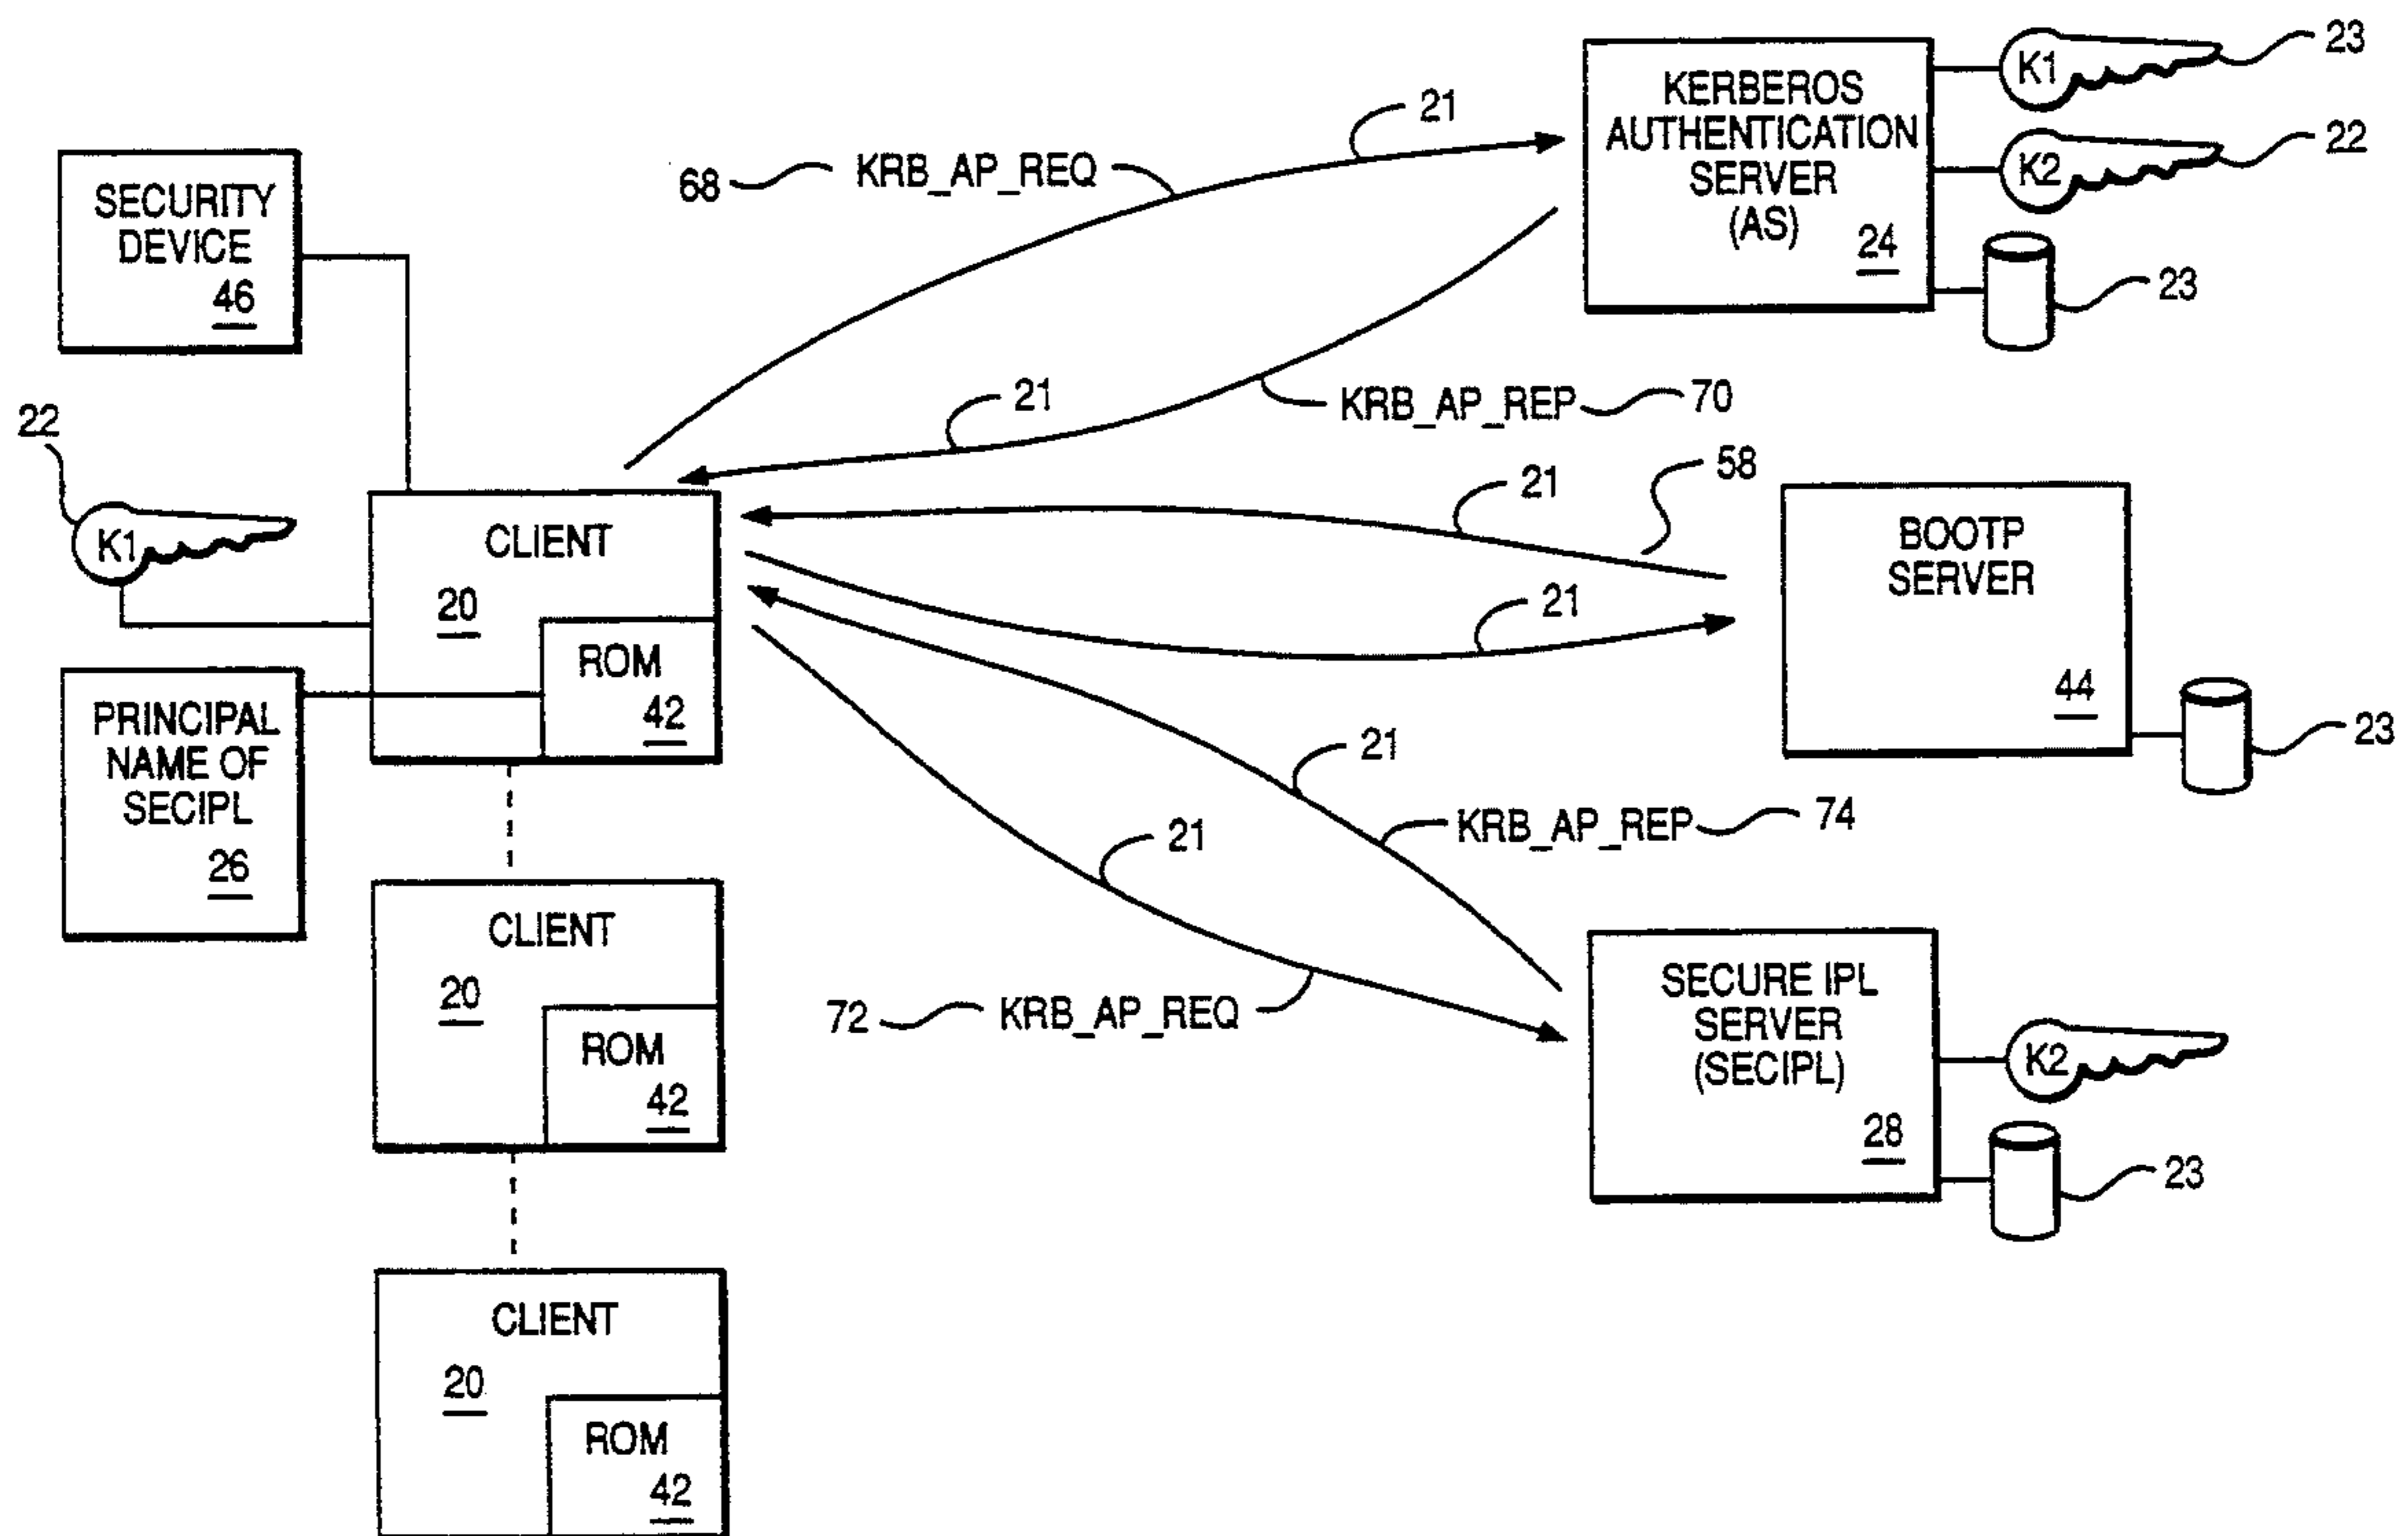 23
K1
KERBEROS
AUTHENTICATION
SERVER
(AS)
24
22
K2
23
21
68
KRB_AP_REQ
SECURITY
DEVICE
46
21
KRB_AP_REP
70
22
K1
CLIENT
20
ROM
42
21
58
21
BOOTP
SERVER
44
23
PRINCIPAL
NAME OF
SECIPL
26
21
KRB_AP_REP
74
21
72
KRB_AP_REQ
CLIENT
20
ROM
42
SECURE IPL
SERVER
(SECIPL)
28
K2
23
CLIENT
20
ROM
42